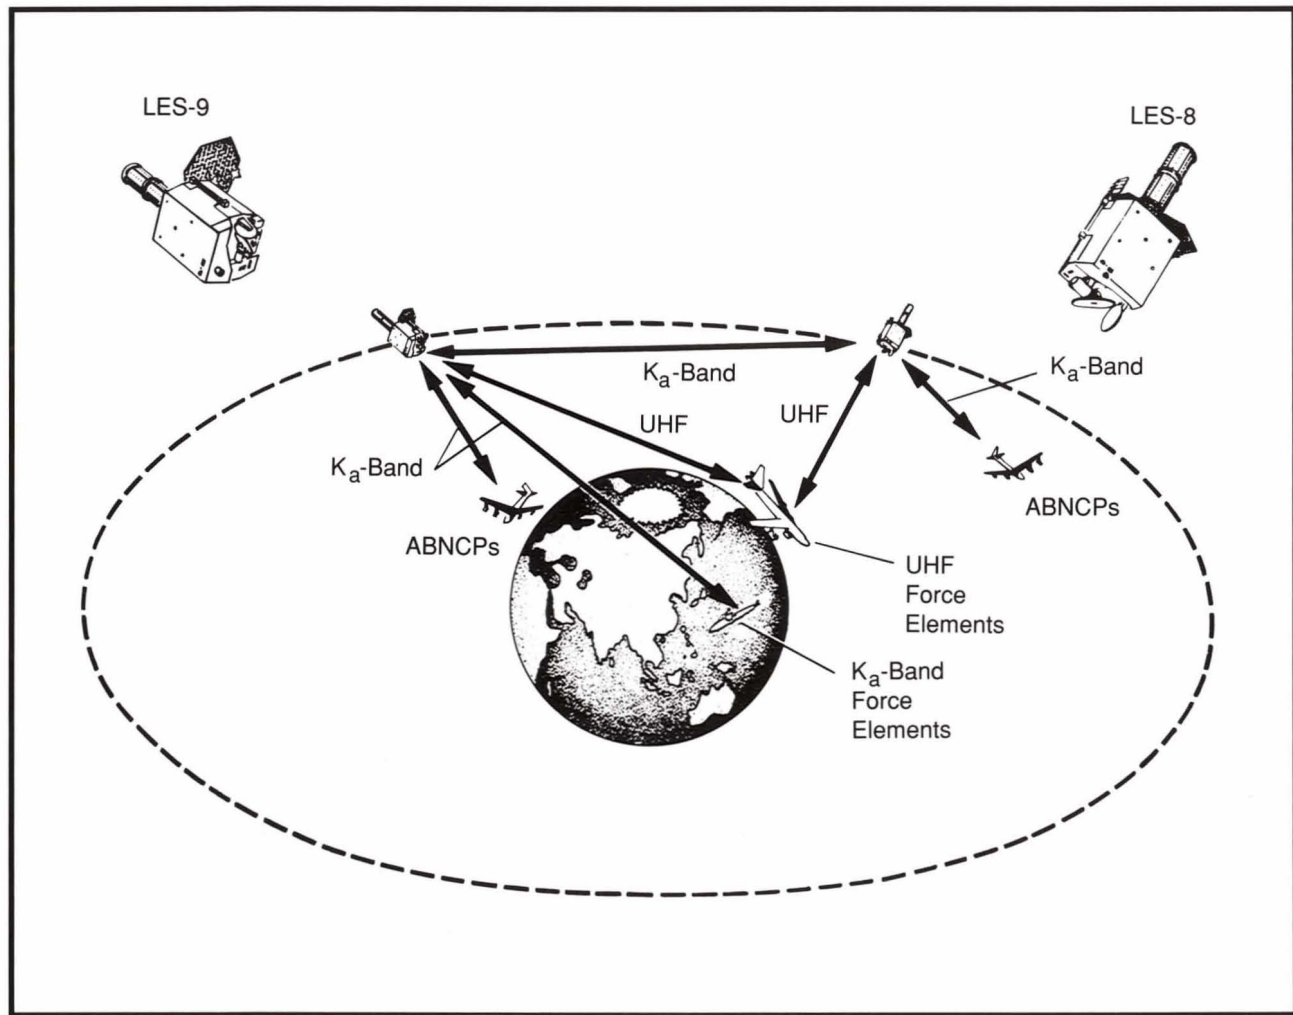 LES-9
LES-8
Ka-Band
Ka-Band
UHF
UHF
Ka-Band
ABNCPs
ABNCPs
UHF
Force
Elements
Ka-Band
Force
Elements